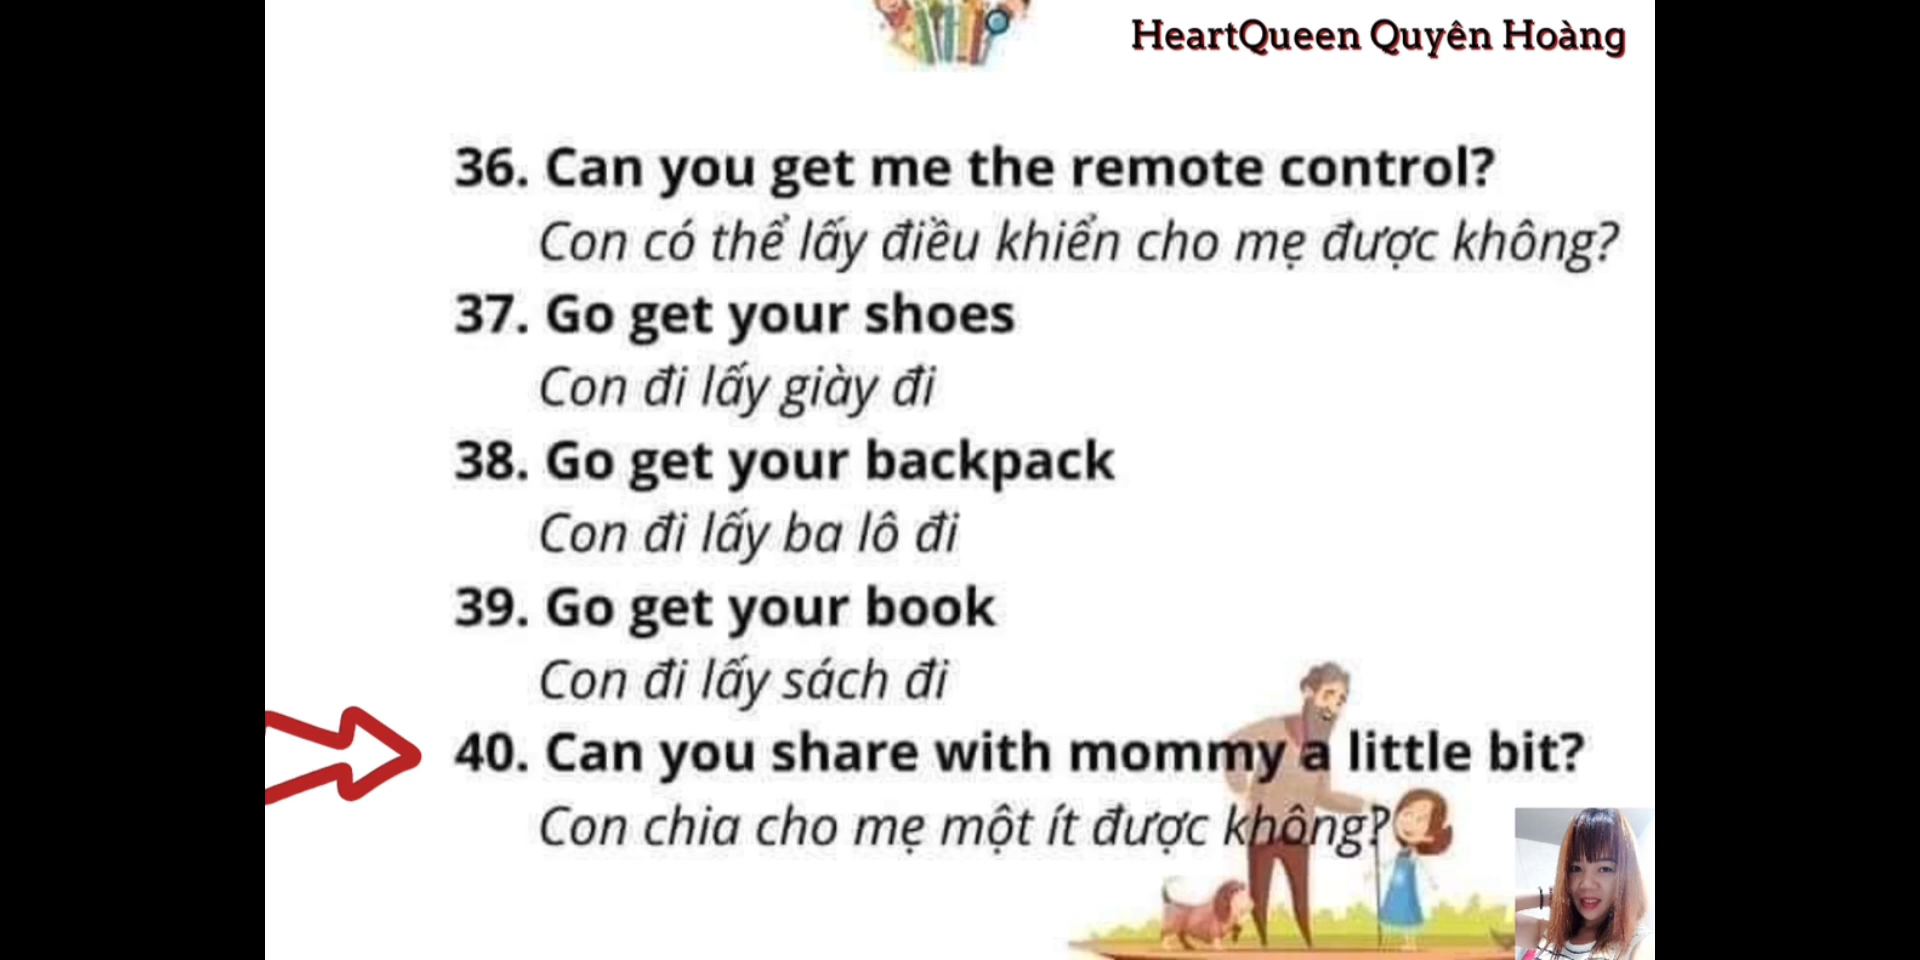 HeartQueen Quyên Hoàng
36. Can you get me the remote control?
Con có thể lấy điều khiển cho mẹ được không?
37. Go get your shoes
Con đi lấy giày đi
38. Go get your backpack
Con đi lấy ba lô đi
39. Go get your book
Con đi lấy sách đi
40. Can you share with mommy a little bit?
Con chia cho mẹ một ít được không?